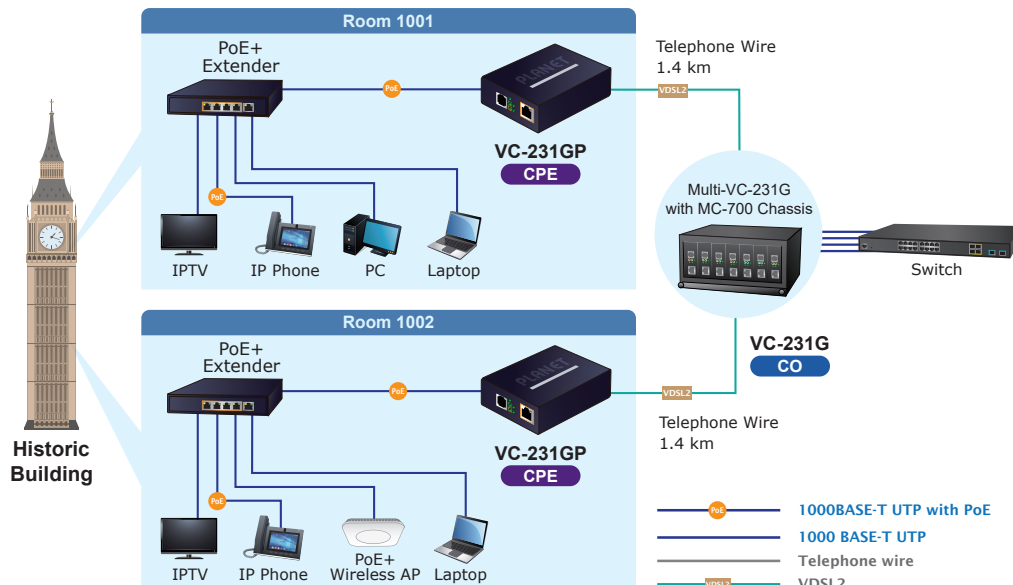 Room 1001
PoE+
Extender
PoE
PLANET
VC-231GP
CPE
PoE
IPTV
IP Phone
PC
Laptop
Telephone Wire
1.4 km
VDSL2
Multi-VC-231G
with MC-700 Chassis
Switch
VC-231G
CO
Historic
Building
Room 1002
PoE+
Extender
PoE
PLANET
VC-231GP
CPE
PoE
IPTV
IP Phone
PoE+
Wireless AP
Laptop
VDSL2
Telephone Wire
1.4 km
PoE
1000BASE-T UTP with PoE
1000 BASE-T UTP
Telephone wire
VDSL2
VDSL2